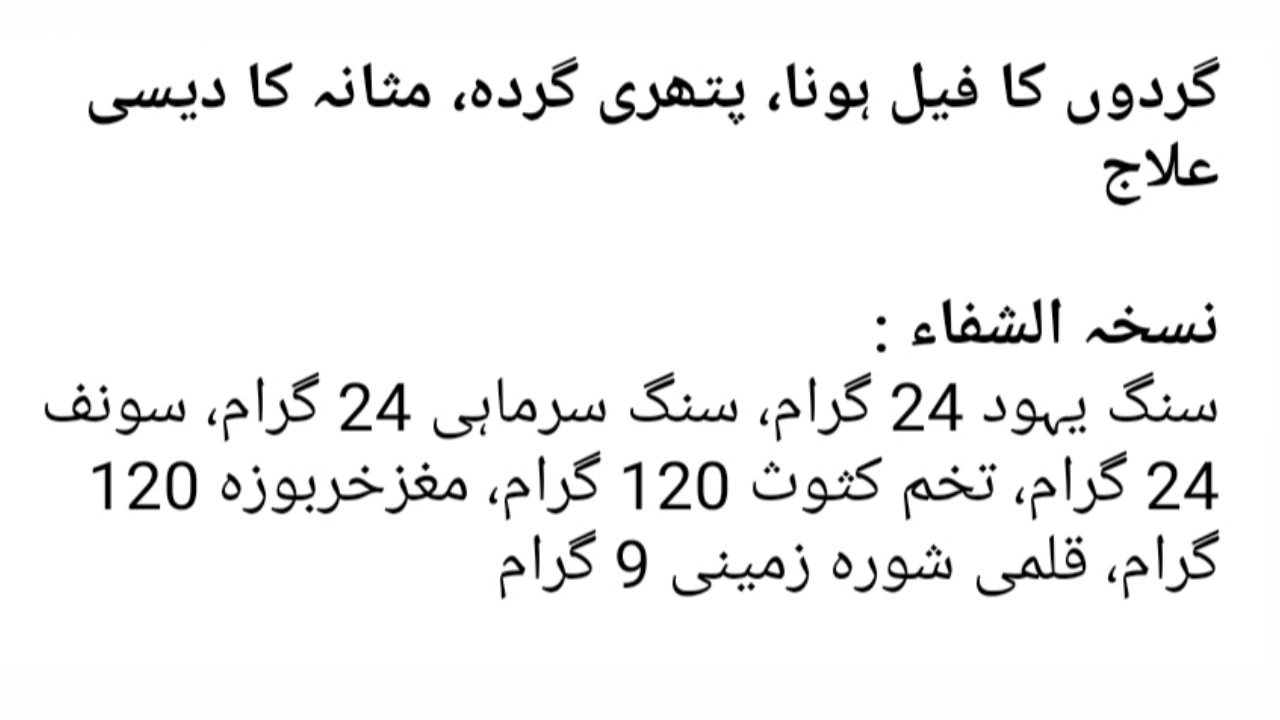 گردوں کا فیل ہونا، پتھری گردہ، مثانہ کا دیسی
علاج
نسخہ الشفاء :
سنگ یہود 24 گرام، سنگ سرماہی 24 گرام، سونف
24 گرام، تخم کثوث 120 گرام، مغزخربوزہ 120
گرام، قلمی شورہ زمینی 9 گرام